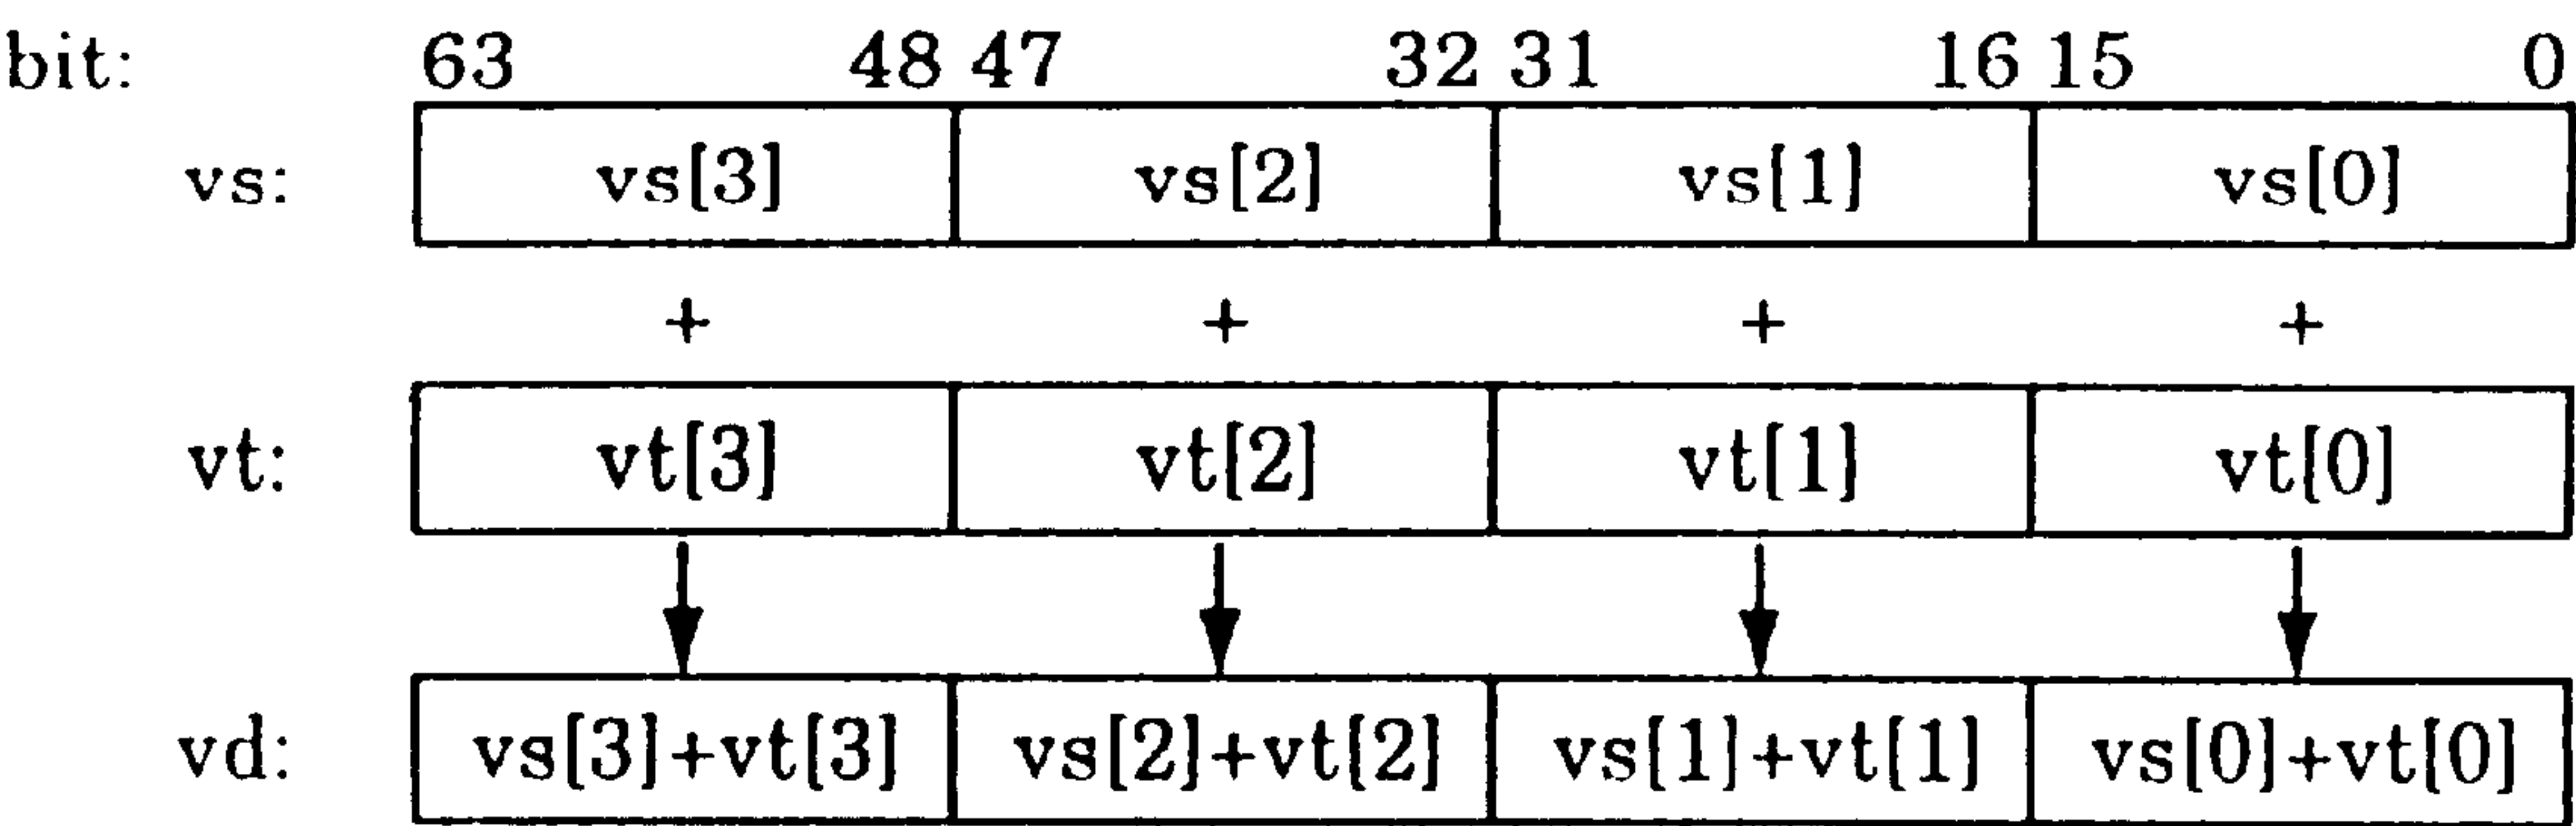 bit: 63 48 47 32 31 16 15 0
vs: vs[3] vs[2] vs[1] vs[0]
+ + + +
vt: vt[3] vt[2] vt[1] vt[0]
vd: vs[3]+vt[3] vs[2]+vt[2] vs[1]+vt[1] vs[0]+vt[0]